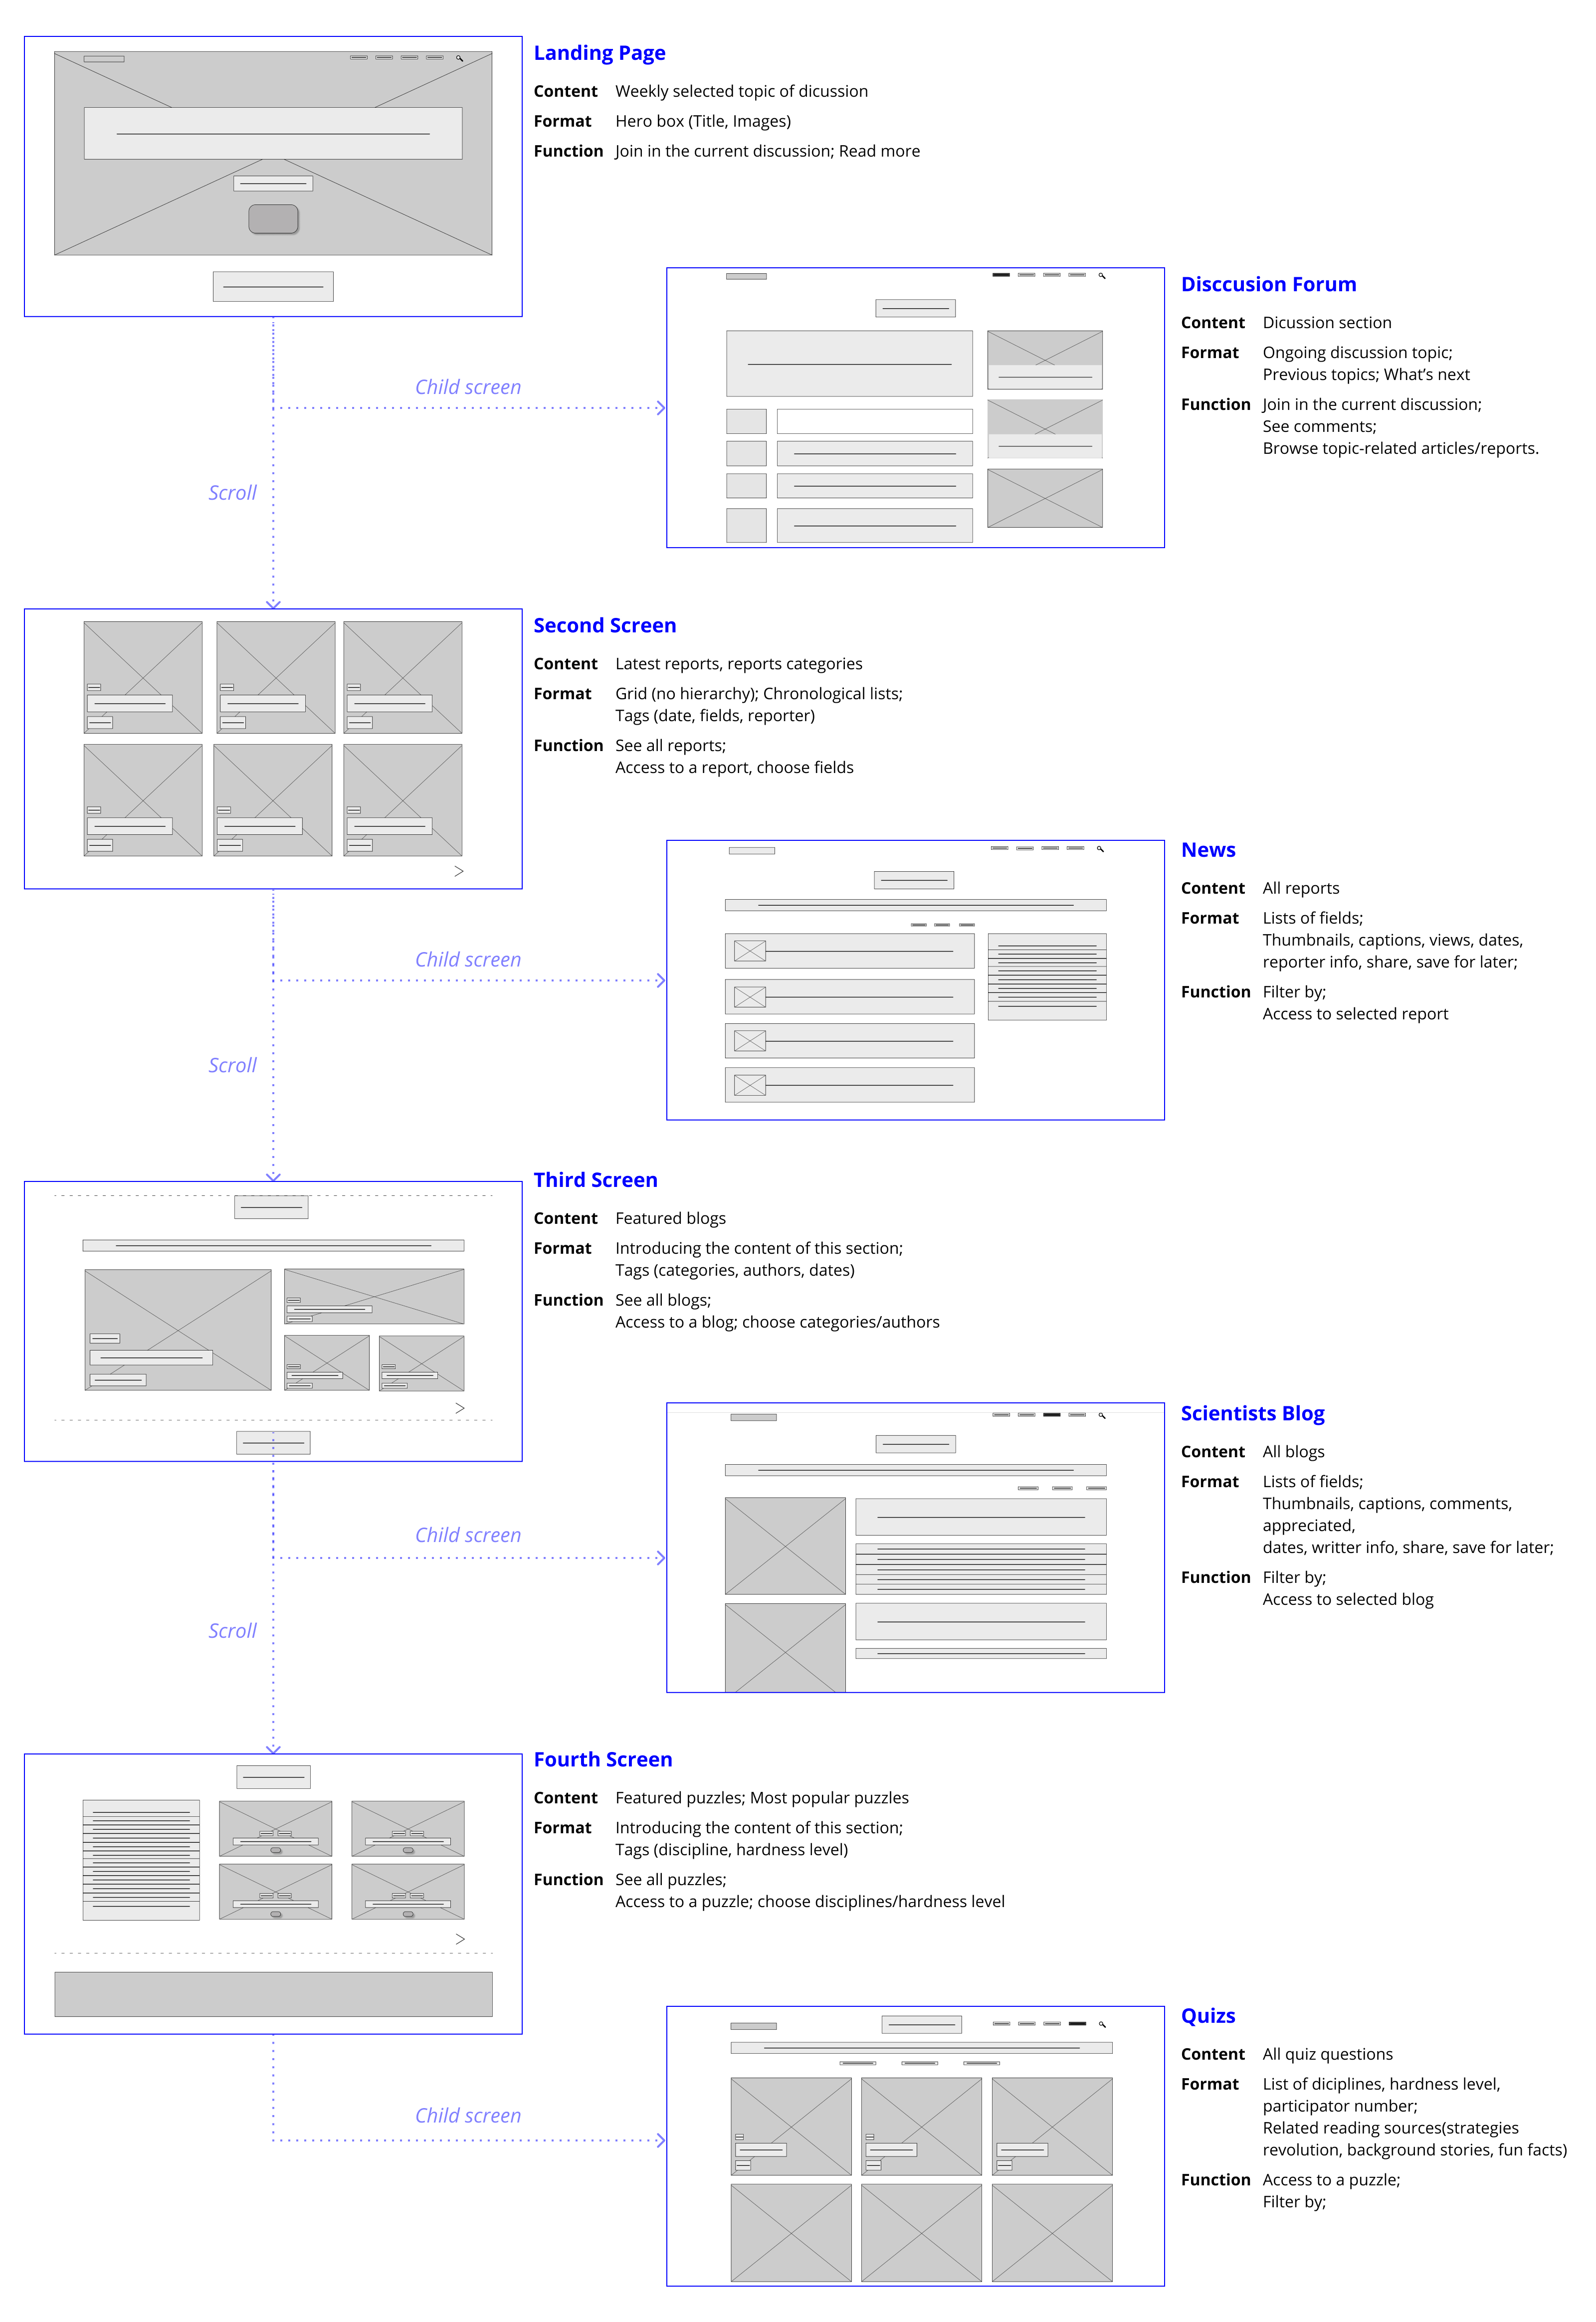 Landing Page
Content Weekly selected topic of dicussion
Format Hero box (Title, Images)
Function Join in the current discussion; Read more
Child screen
Disccusion Forum
Content Dicussion section
Format Ongoing discussion topic;
Previous topics; What’s next
Function Join in the current discussion;
See comments;
Browse topic-related articles/reports.
Scroll
Second Screen
Content Latest reports, reports categories
Format Grid (no hierarchy); Chronological lists;
Tags (date, fields, reporter)
Function See all reports;
Access to a report, choose fields
Child screen
News
Content All reports
Format Lists of fields;
Thumbnails, captions, views, dates,
reporter info, share, save for later;
Function Filter by;
Access to selected report
Scroll
Third Screen
Content Featured blogs
Format Introducing the content of this section;
Tags (categories, authors, dates)
Function See all blogs;
Access to a blog; choose categories/authors
Child screen
Scientists Blog
Content All blogs
Format Lists of fields;
Thumbnails, captions, comments,
appreciated,
dates, writter info, share, save for later;
Function Filter by;
Access to selected blog
Scroll
Fourth Screen
Content Featured puzzles; Most popular puzzles
Format Introducing the content of this section;
Tags (discipline, hardness level)
Function See all puzzles;
Access to a puzzle; choose disciplines/hardness level
Child screen
Quizs
Content All quiz questions
Format List of diciplines, hardness level,
participator number;
Related reading sources(strategies
revolution, background stories, fun facts)
Function Access to a puzzle;
Filter by;